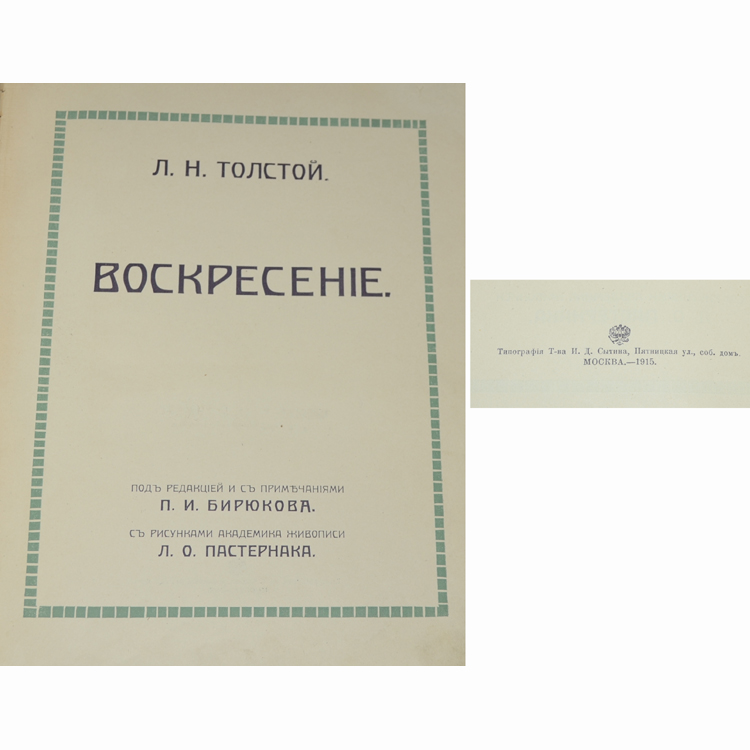 Л. Н. ТОЛСТОЙ.
ВОСКРЕСЕНІЕ.
ПОДЪ РЕДАКЦІЕЙ И СЪ ПРИМѢЧАНІЯМИ
П. И. БИРЮКОВА.
СЪ РИСУНКАМИ АКАДЕМИКА ЖИВОПИСИ
Л. О. ПАСТЕРНАКА.
Типографія Т-ва И. Д. Сытина, Пятницкая ул., соб. домъ.
МОСКВА.—1915.